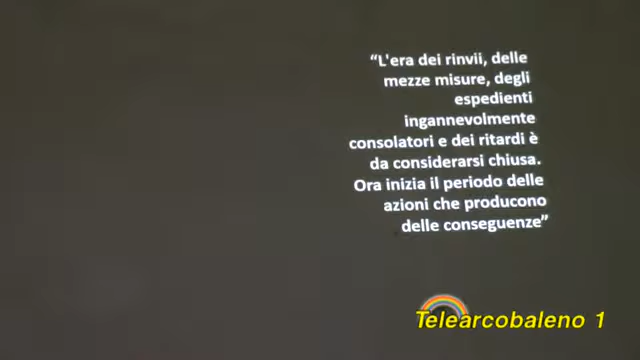 “L'era dei rinvii, delle
mezze misure, degli
espedienti
ingannevolmente
consolatori e dei ritardi è
da considerarsi chiusa.
Ora inizia il periodo delle
azioni che producono
delle conseguenze”
Telearcobaleno 1